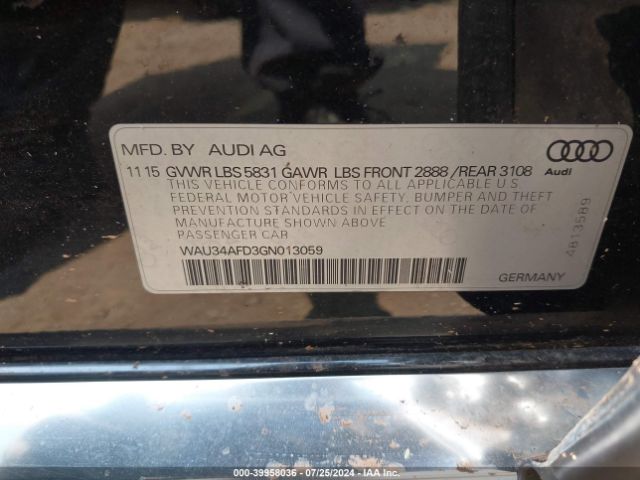 MFD. BY AUDI AG
11 15 GVWR LBS 5831 GAWR LBS FRONT 2888 /REAR 3108
Audi
THIS VEHICLE CONFORMS TO ALL APPLICABLE U.S.
FEDERAL MOTOR VEHICLE SAFETY, BUMPER AND THEFT
PREVENTION STANDARDS IN EFFECT ON THE DATE OF
MANUFACTURE SHOWN ABOVE
PASSENGER CAR
WAU34AFD3GN013059
4813589
GERMANY
000-39958036 - 07/25/2024 - © IAA, Inc.